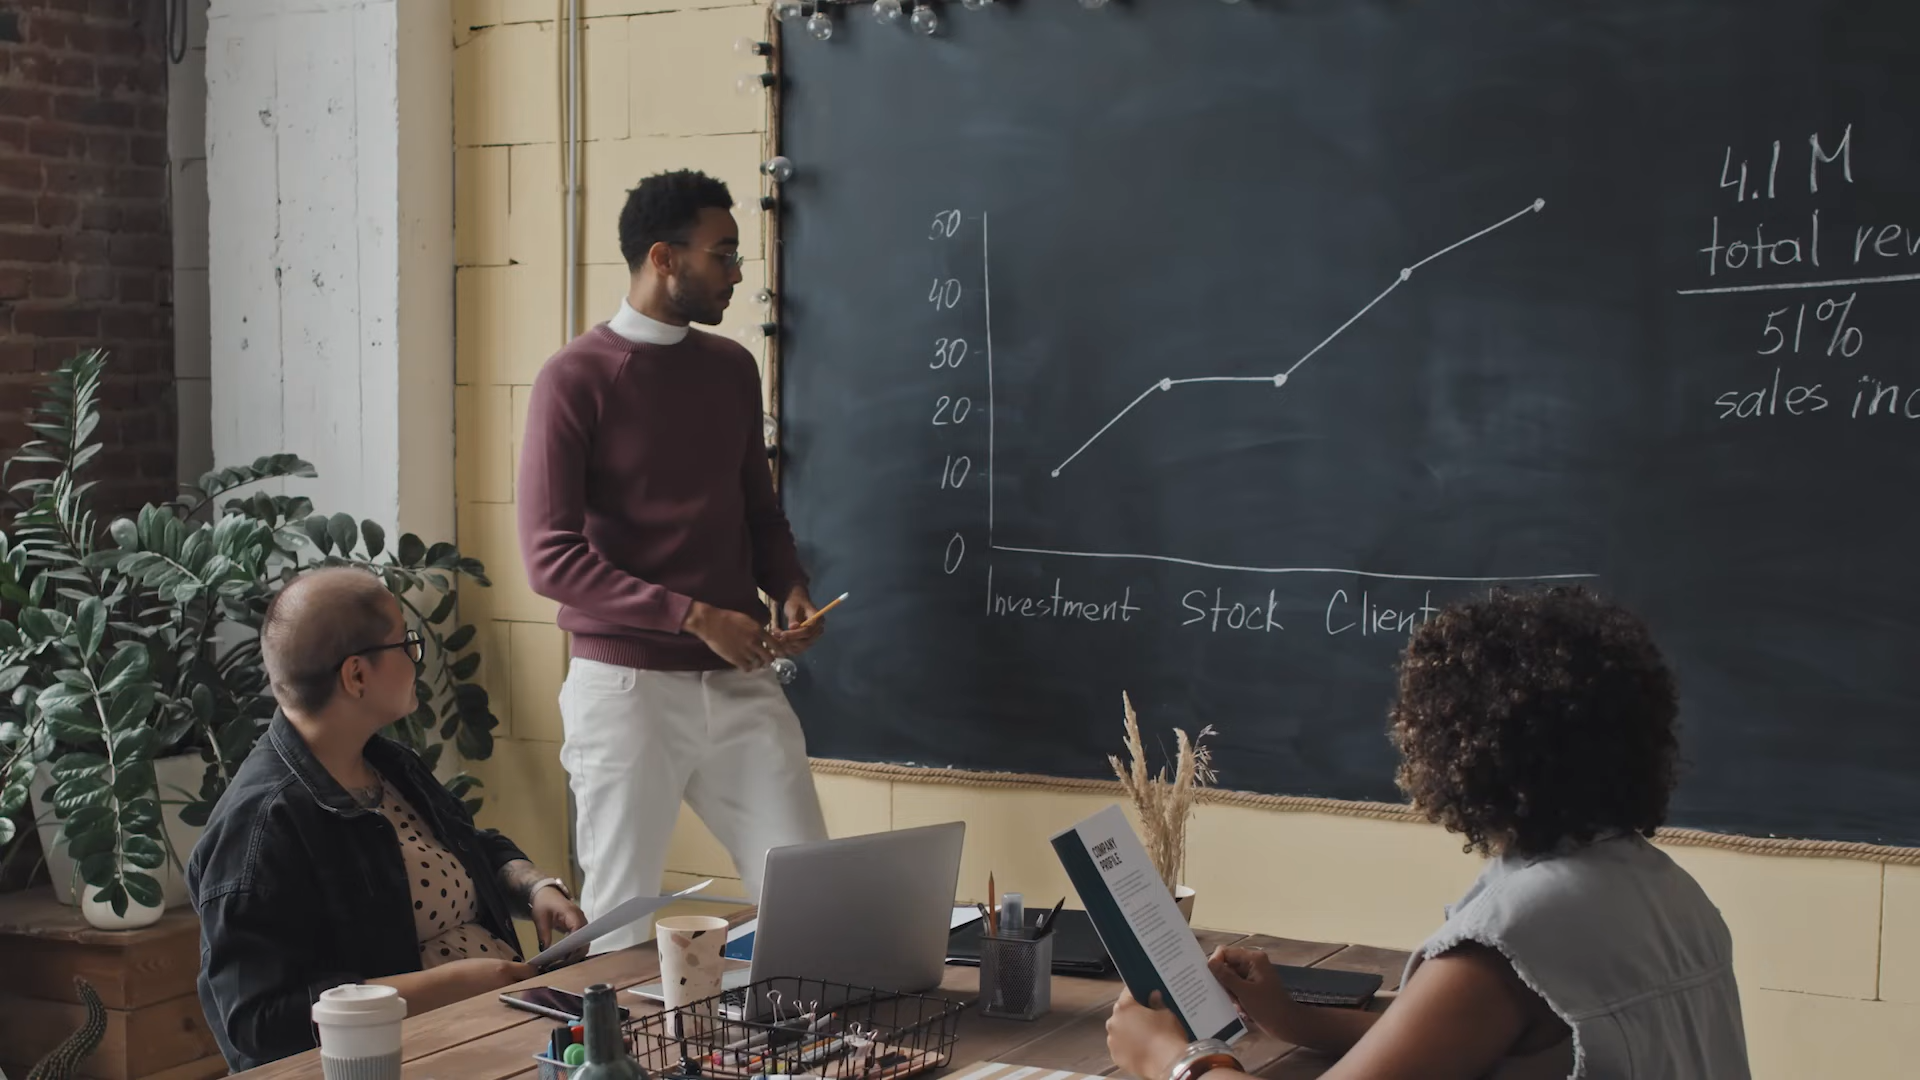 50
40
30
20
10
0
Investment Stock Client
4.1 M
total rev
51%
sales inc
COMPANY
PROFILE